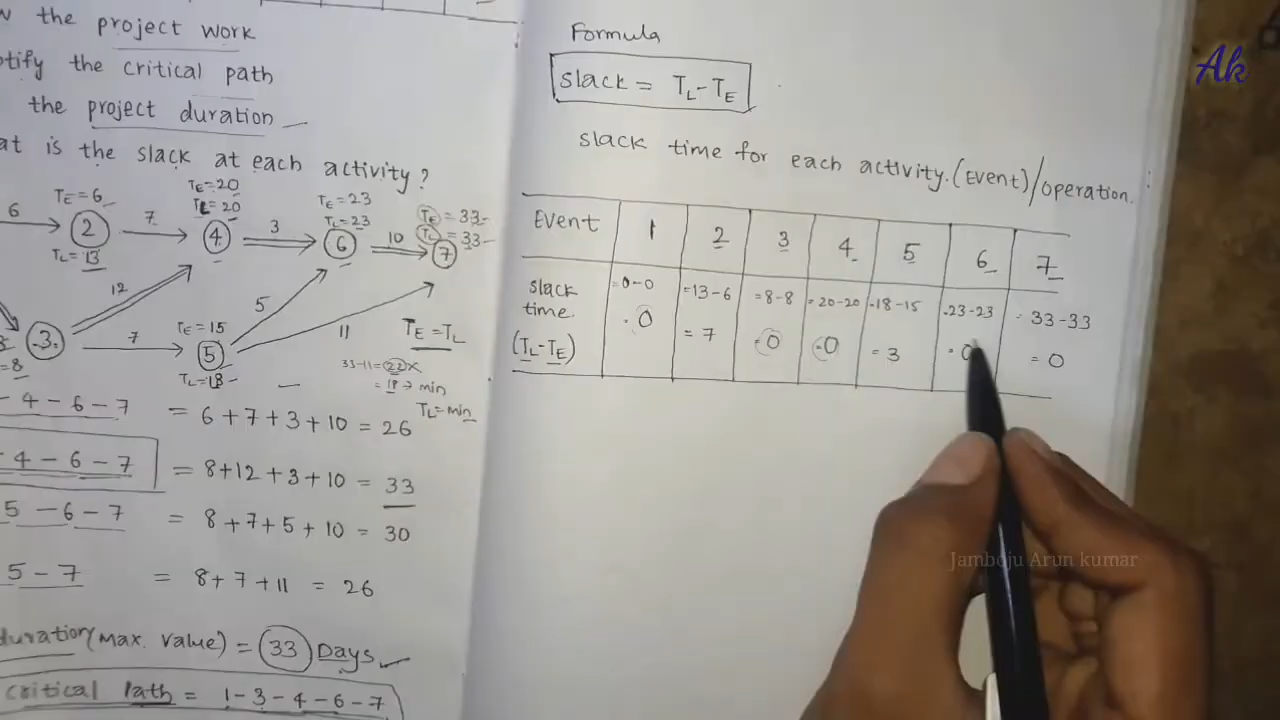 the project work
the critical path
the project duration
is the slack at each activity?
TE=6
TE=20
TL=20
TE=23
TL=23
TE=33
TL=33
6
2
7
4
3
6
10
7
TL=13
12
5
3
7
TE=15
5
11
TE=TL
=8
TL=18
33-11=22x
=18→min
TL=min
-4-6-7 = 6+7+3+10 = 26
4-6-7 = 8+12+3+10 = 33
5-6-7 = 8+7+5+10 = 30
5-7 = 8+7+11 = 26
duration(max. value) = 33 Days
critical Path = 1-3-4-6-7
Formula
slack = TL-TE
slack time for each activity.(Event)/operation.
Event 1 2 3 4 5 6 7
slack time (TL-TE)
=0-0 =13-6 =8-8 =20-20 =18-15 =23-23 =33-33
=0 =7 =0 =0 =3 =0 =0
Ak
Jamboju Arun kumar